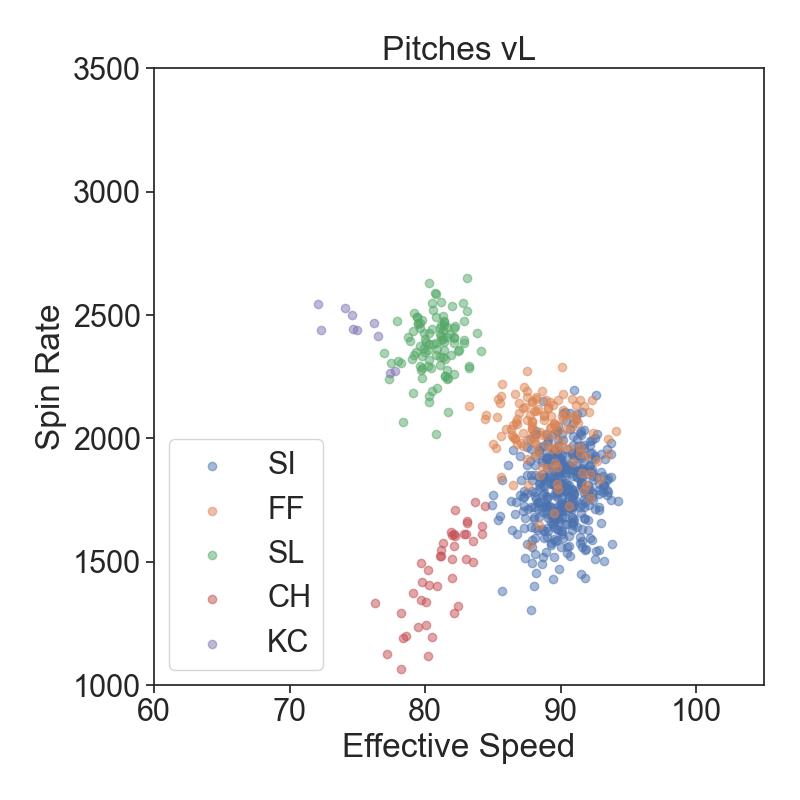 Pitches vL
3500
3000
2500
2000
1500
1000
Spin Rate
SI
FF
SL
CH
KC
60 70 80 90 100
Effective Speed